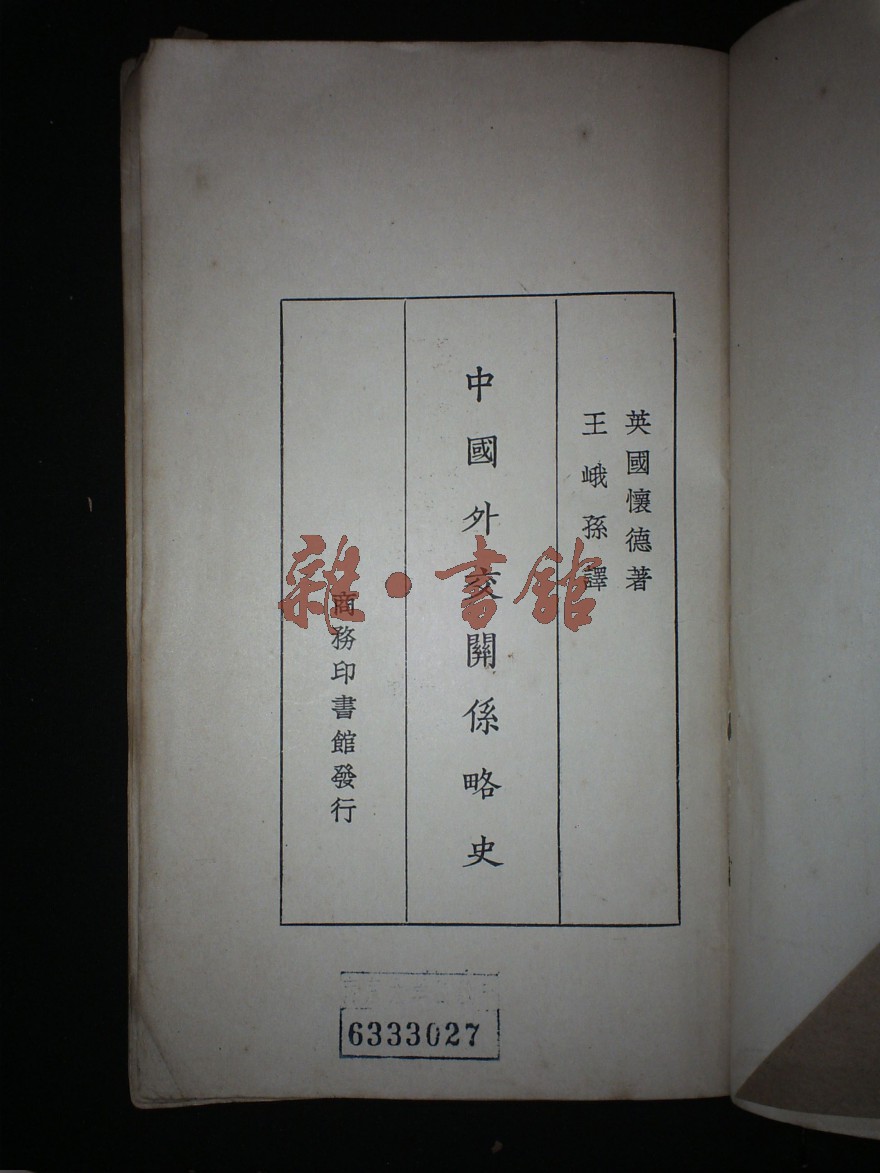 英國懷德著
王峨孫譯
中國外交關係略史
商務印書館發行
雜·書館
6333027